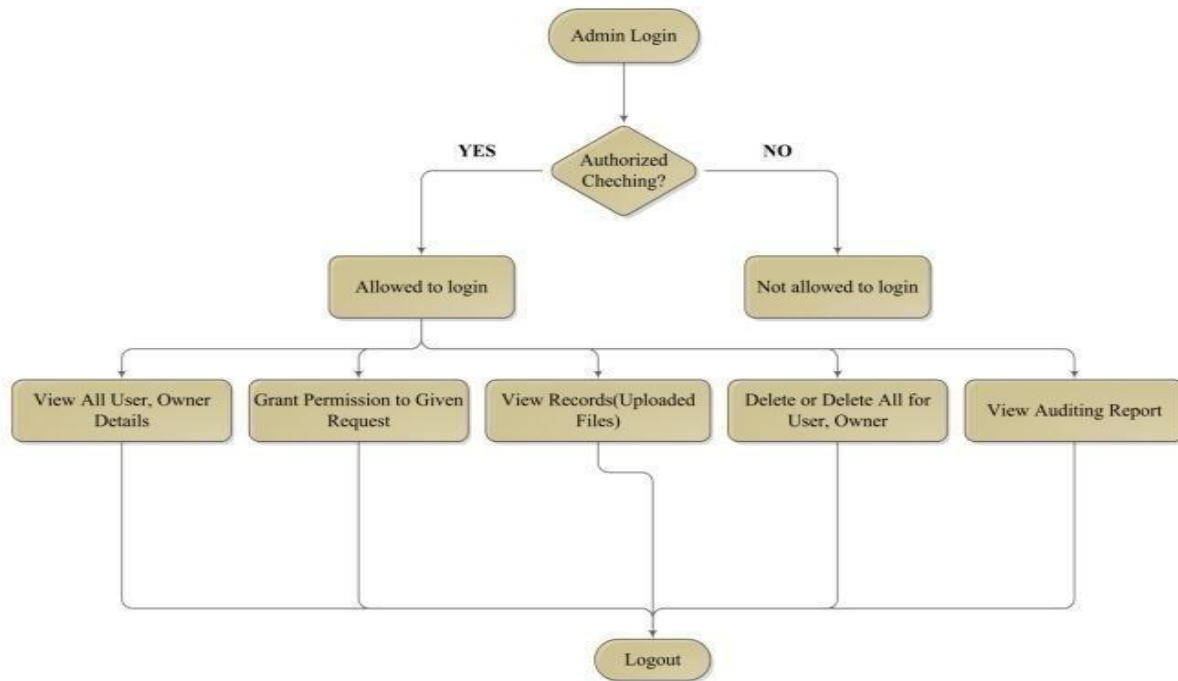 Admin Login
YES
NO
Authorized
Cheching?
Allowed to login
Not allowed to login
View All User, Owner
Details
Grant Permission to Given
Request
View Records(Uploaded
Files)
Delete or Delete All for
User, Owner
View Auditing Report
Logout